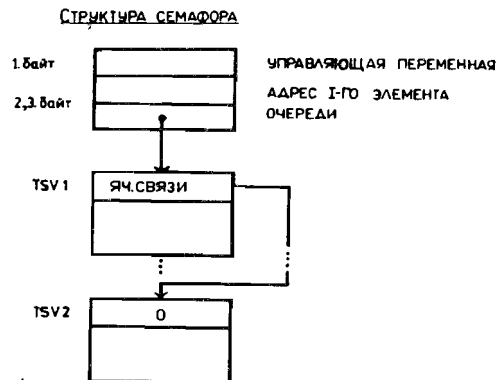 СТРУКТУРА СЕМАФОРА
1. байт
УПРАВЛЯЮЩАЯ ПЕРЕМЕННАЯ
2,3. байт
АДРЕС I-ГО ЭЛЕМЕНТА
ОЧЕРЕДИ
TSV 1
ЯЧ.СВЯЗИ
TSV 2
0